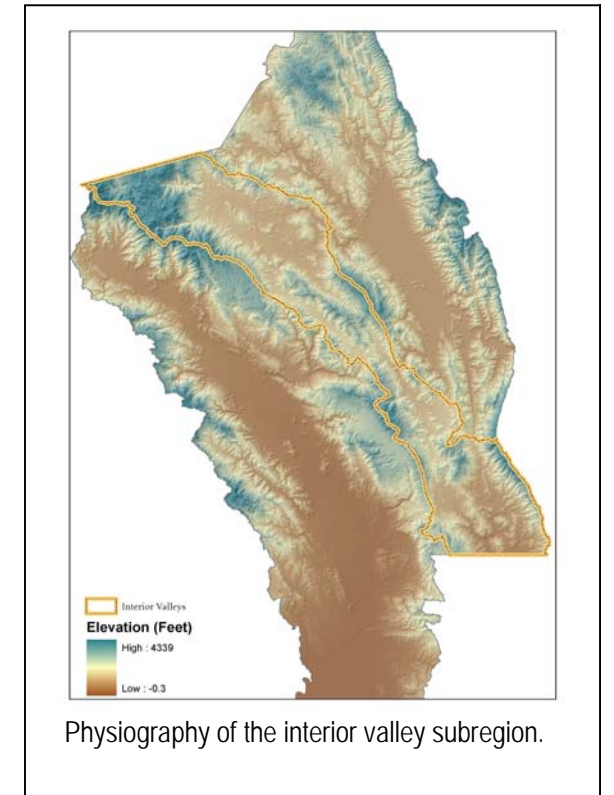 Interior Valleys
Elevation (Feet)
High : 4339
Low : -0.3
Physiography of the interior valley subregion.